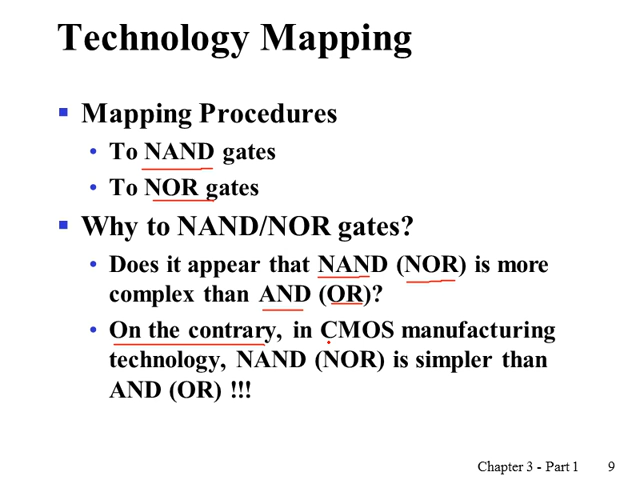 Technology Mapping
▪ Mapping Procedures
• To NAND gates
• To NOR gates
▪ Why to NAND/NOR gates?
• Does it appear that NAND (NOR) is more
complex than AND (OR)?
• On the contrary, in CMOS manufacturing
technology, NAND (NOR) is simpler than
AND (OR) !!!
Chapter 3 - Part 1 9